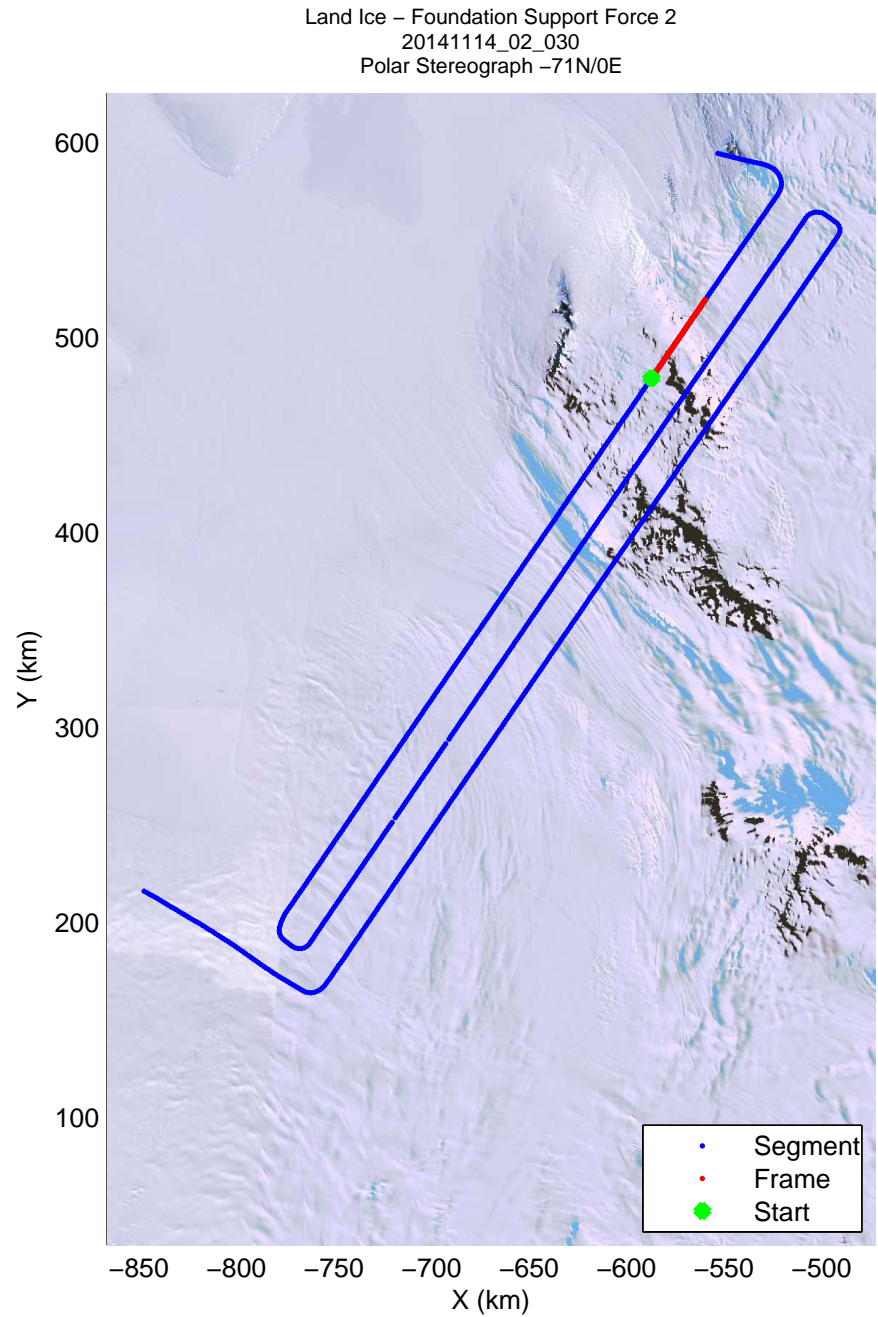 Land Ice − Foundation Support Force 2
20141114_02_030
Polar Stereograph −71N/0E
600
500
400
300
200
100
Y (km)
−850 −800 −750 −700 −650 −600 −550 −500
X (km)
Segment
Frame
Start